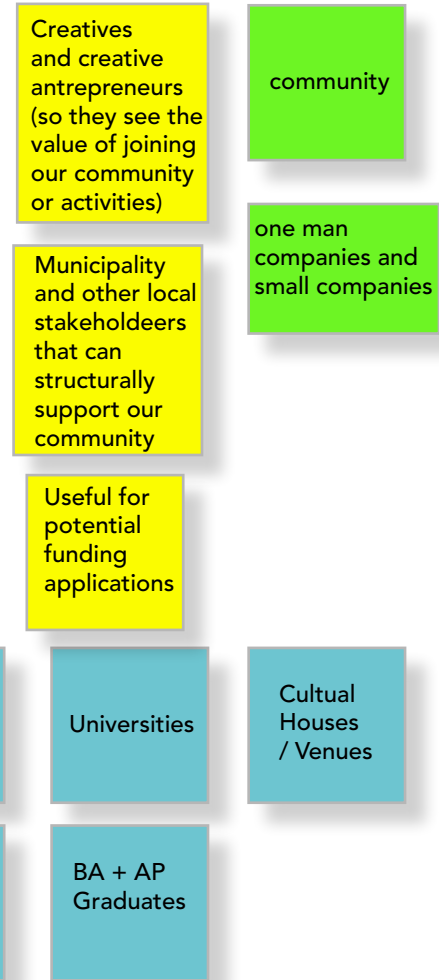 Creatives
and creative
antrepreneurs
(so they see the
value of joining
our community
or activities)
community
one man
companies and
small companies
Municipality
and other local
stakeholdeers
that can
structurally
support our
community
Useful for
potential
funding
applications
Universities
Cultual
Houses
/ Venues
BA + AP
Graduates